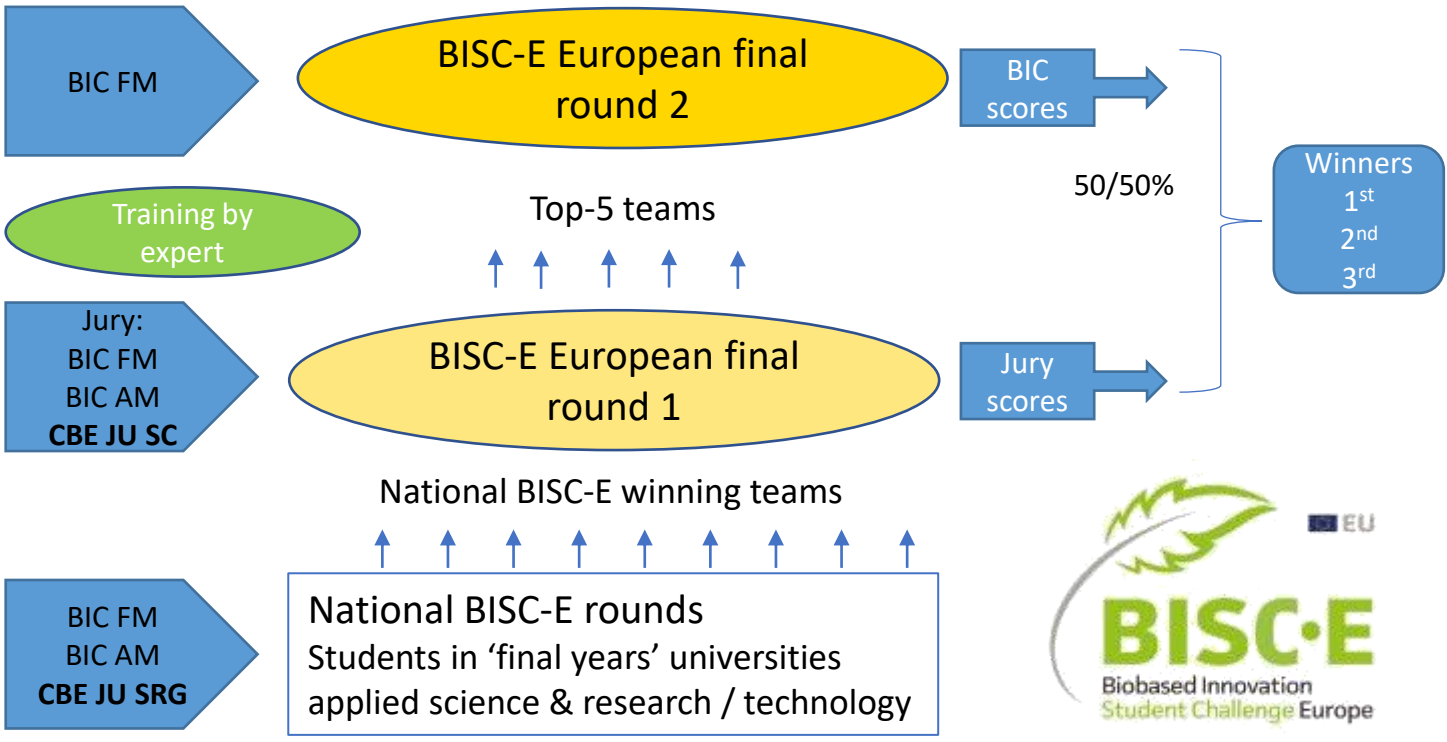 BIC FM
BISC-E European final
round 2
BIC
scores
50/50%
Winners
1st
2nd
3rd
Training by
expert
Top-5 teams
Jury:
BIC FM
BIC AM
CBE JU SC
BISC-E European final
round 1
Jury
scores
National BISC-E winning teams
BIC FM
BIC AM
CBE JU SRG
National BISC-E rounds
Students in ‘final years’ universities
applied science & research / technology
EU
BISC•E
Biobased Innovation
Student Challenge Europe